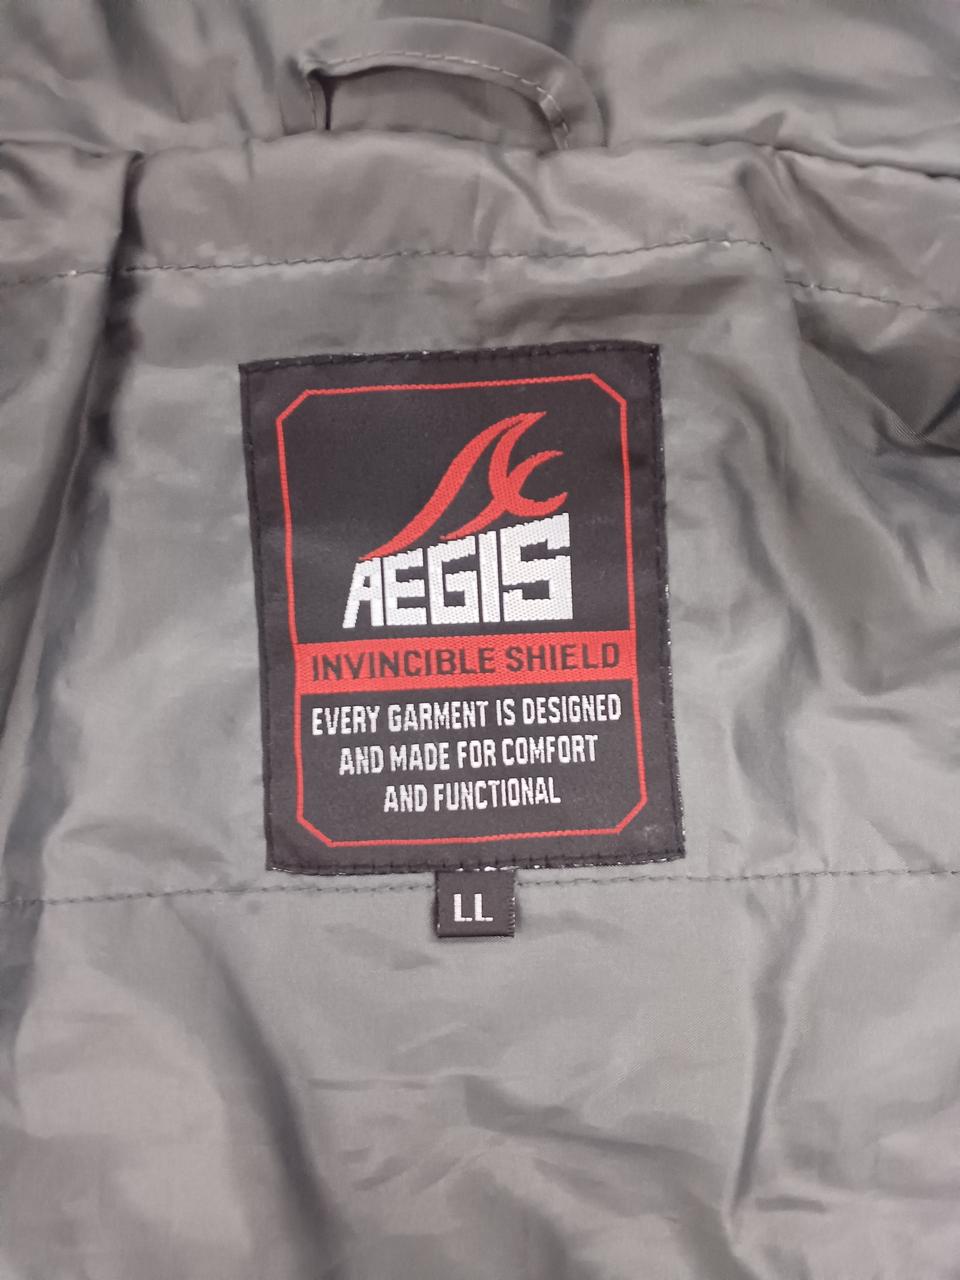 AEGIS
INVINCIBLE SHIELD
EVERY GARMENT IS DESIGNED
AND MADE FOR COMFORT
AND FUNCTIONAL
LL